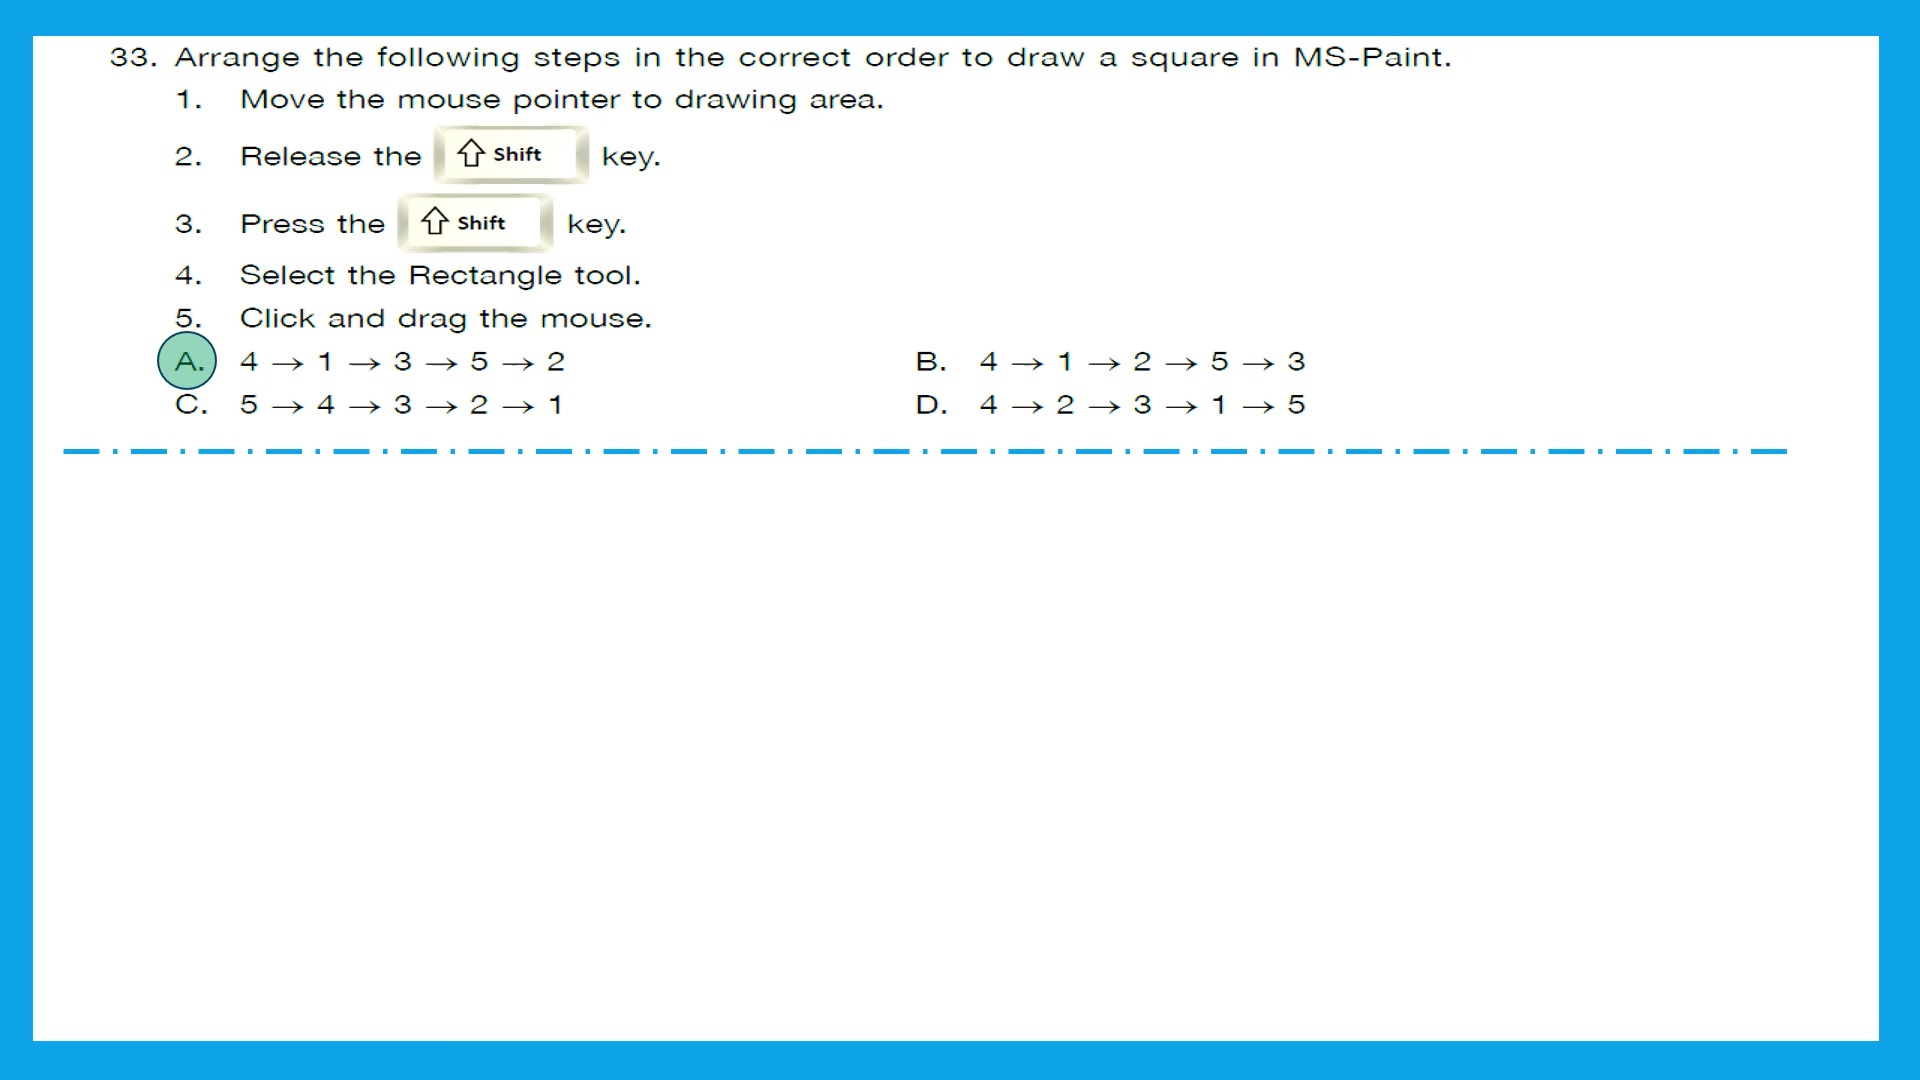 33. Arrange the following steps in the correct order to draw a square in MS-Paint.
1. Move the mouse pointer to drawing area.
2. Release the ⇧ Shift key.
3. Press the ⇧ Shift key.
4. Select the Rectangle tool.
5. Click and drag the mouse.
A. 4 → 1 → 3 → 5 → 2 B. 4 → 1 → 2 → 5 → 3
C. 5 → 4 → 3 → 2 → 1 D. 4 → 2 → 3 → 1 → 5